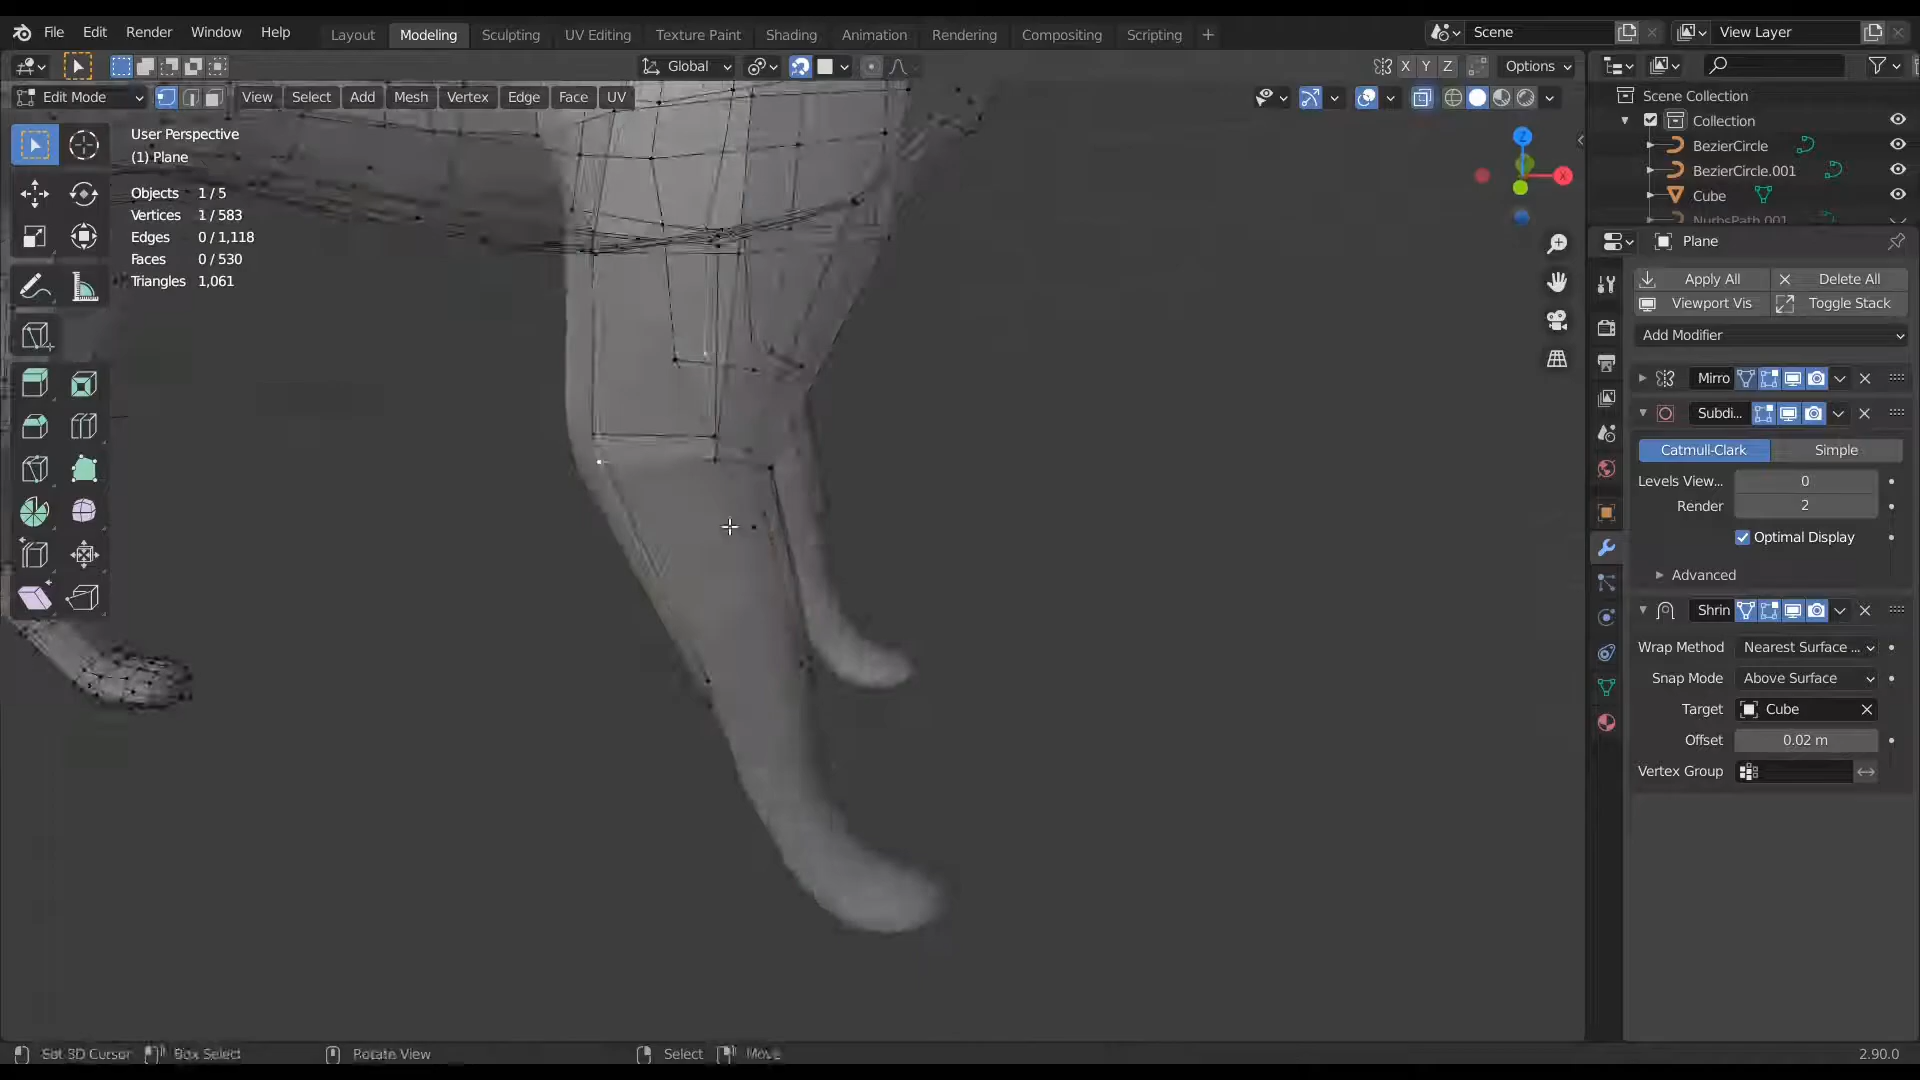 File Edit Render Window Help
Layout Modeling Sculpting UV Editing Texture Paint Shading Animation Rendering Compositing Scripting +
Scene
View Layer
Global
X Y Z
Options
Edit Mode
View Select Add Mesh Vertex Edge Face UV
User Perspective
(1) Plane
Objects 1 / 5
Vertices 1 / 583
Edges 0 / 1,118
Faces 0 / 530
Triangles 1,061
Z
X
Scene Collection
Collection
BezierCircle
BezierCircle.001
Cube
NurbsPath.001
Plane
Apply All
Delete All
Viewport Vis
Toggle Stack
Add Modifier
Mirro
Subdi...
Catmull-Clark
Simple
Levels View... 0
Render 2
Optimal Display
Advanced
Shrin
Wrap Method Nearest Surface ...
Snap Mode Above Surface
Target Cube
Offset 0.02 m
Vertex Group
Set 3D Cursor
Box Select
Rotate View
Select
Move
2.90.0